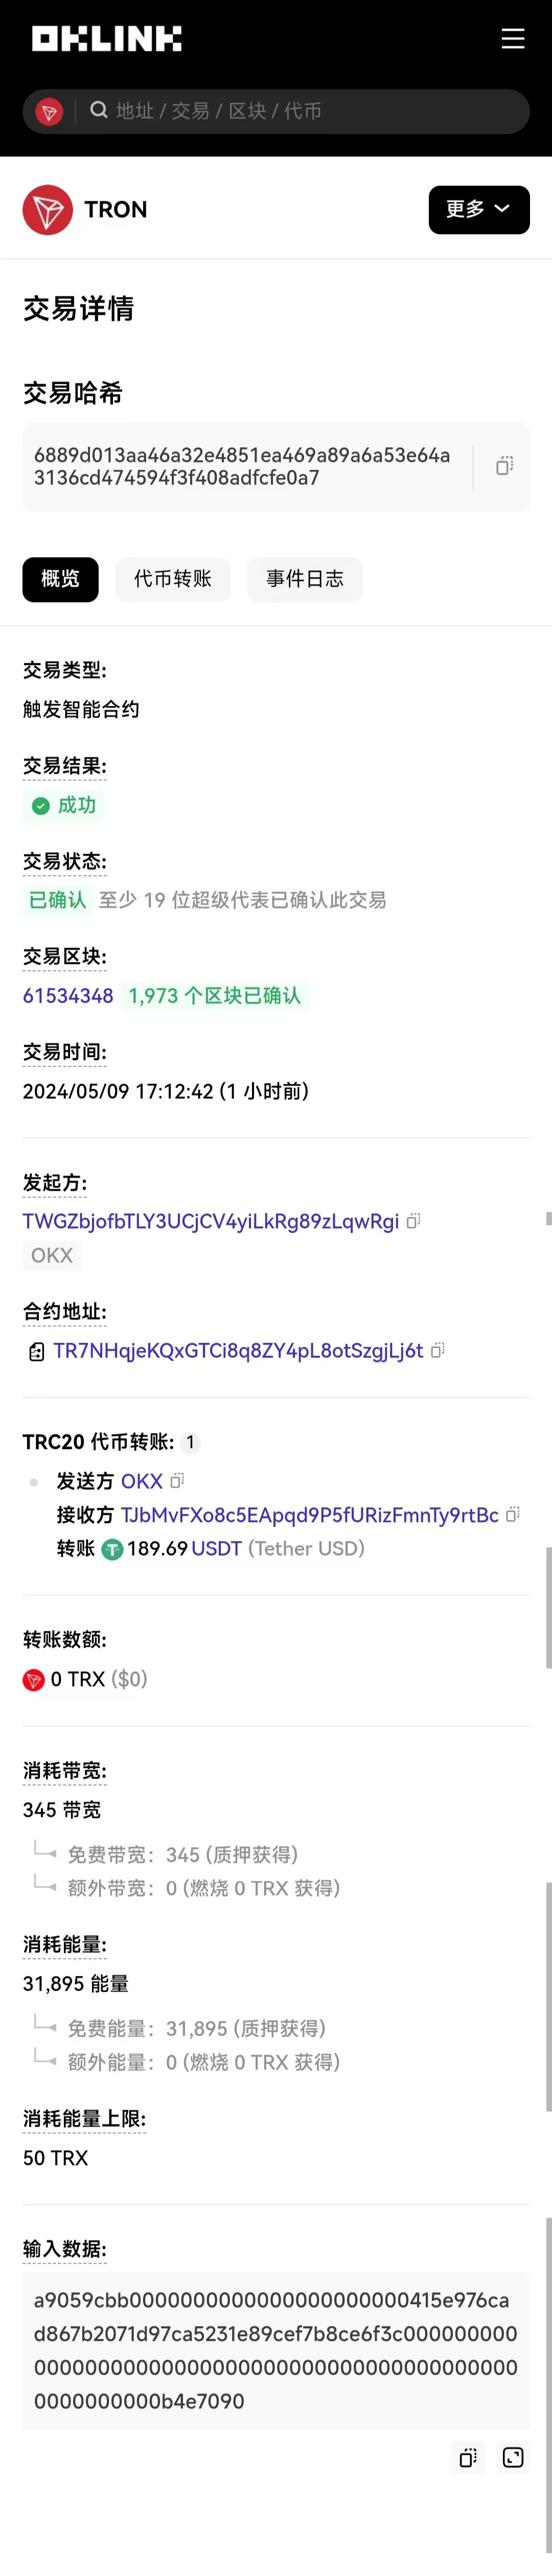 OKLINK
地址 / 交易 / 区块 / 代币
TRON
更多
交易详情
交易哈希
6889d013aa46a32e4851ea469a89a6a53e64a
3136cd474594f3f408adfcfe0a7
概览 代币转账 事件日志
交易类型:
触发智能合约
交易结果:
成功
交易状态:
已确认 至少 19 位超级代表已确认此交易
交易区块:
61534348 1,973 个区块已确认
交易时间:
2024/05/09 17:12:42 (1 小时前)
发起方:
TWGZbjofbTLY3UCjCV4yiLkRg89zLqwRgi
OKX
合约地址:
TR7NHqjeKQxGTCi8q8ZY4pL8otSzgjLj6t
TRC20 代币转账: 1
发送方 OKX
接收方 TJbMvFXo8c5EApqd9P5fURizFmnTy9rtBc
转账 189.69 USDT (Tether USD)
转账数额:
0 TRX ($0)
消耗带宽:
345 带宽
免费带宽：345 (质押获得)
额外带宽：0 (燃烧 0 TRX 获得)
消耗能量:
31,895 能量
免费能量：31,895 (质押获得)
额外能量：0 (燃烧 0 TRX 获得)
消耗能量上限:
50 TRX
输入数据:
a9059cbb0000000000000000000000415e976ca
d867b2071d97ca5231e89cef7b8ce6f3c000000000
0000000000000000000000000000000000000000
0000000000b4e7090